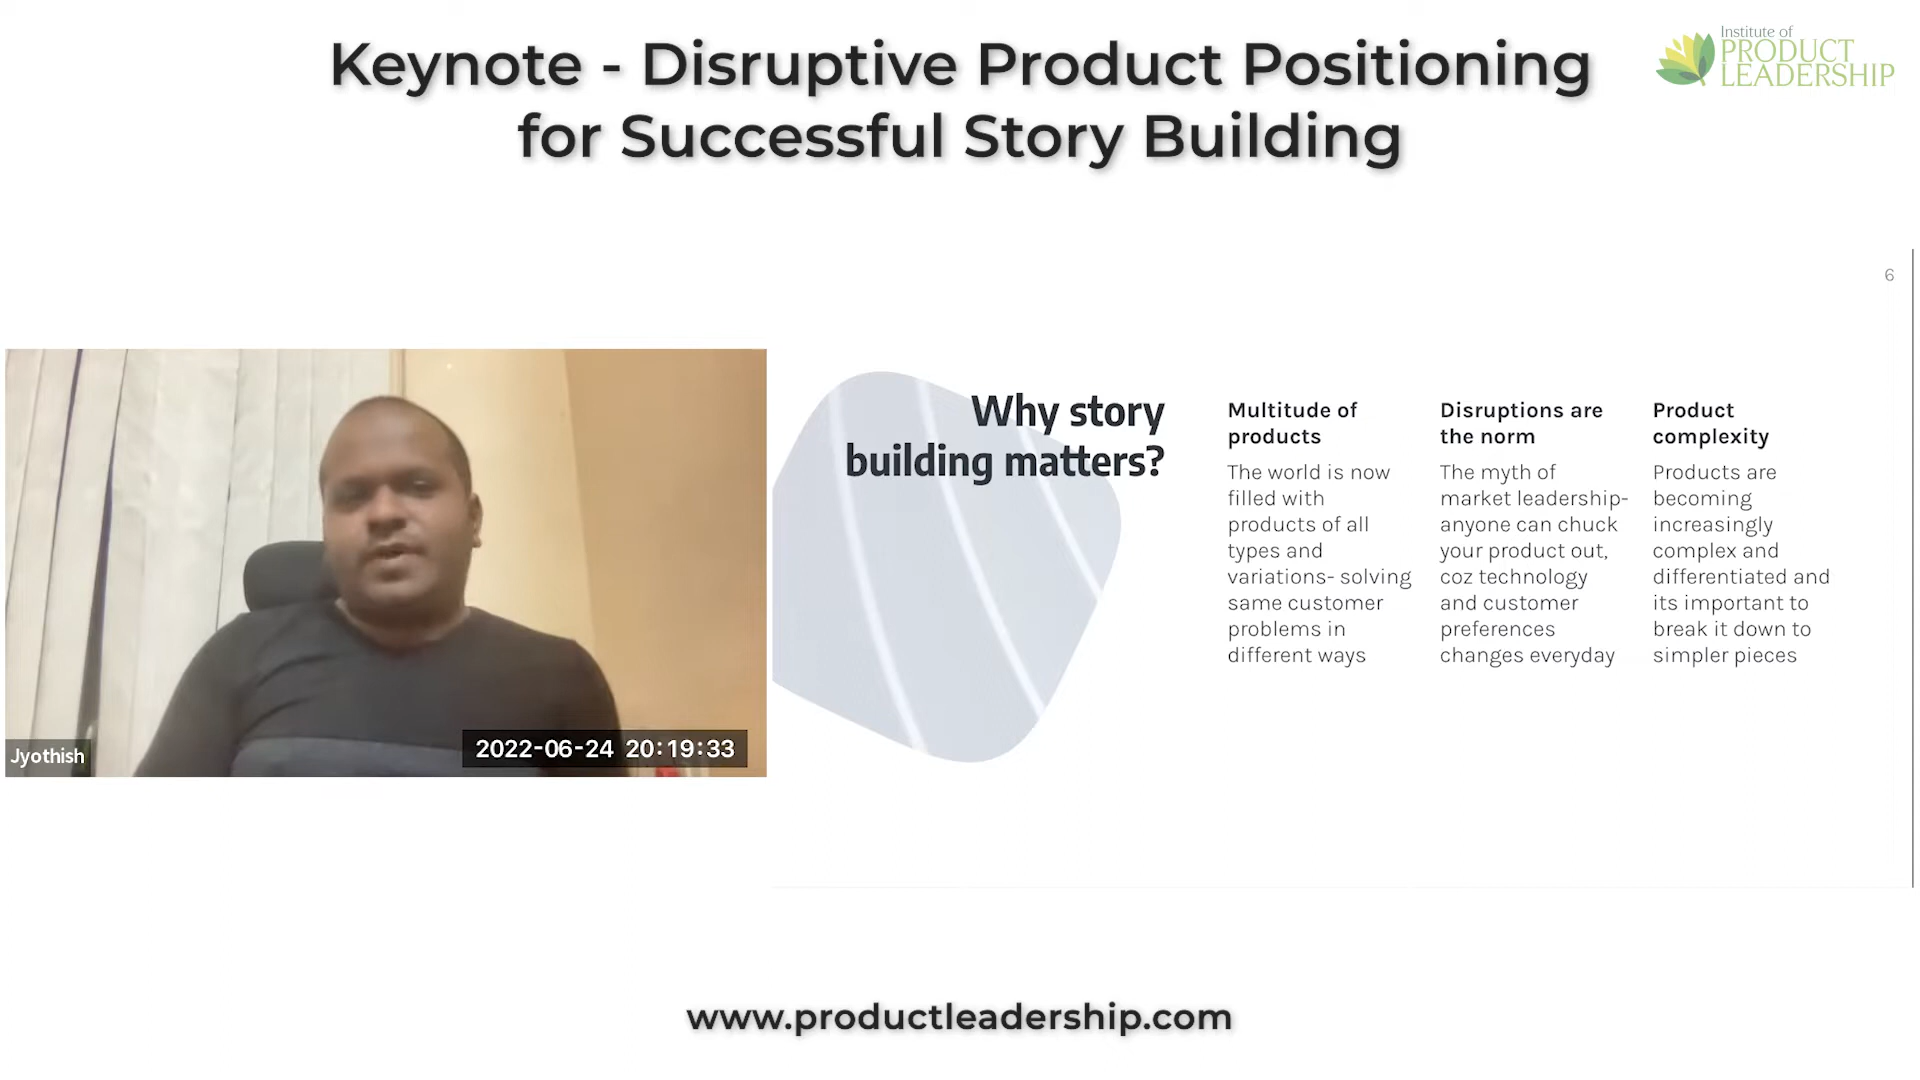 Keynote - Disruptive Product Positioning
for Successful Story Building
Institute of
PRODUCT
LEADERSHIP
6
Jyothish
2022-06-24 20:19:33
Why story
building matters?
Multitude of
products
The world is now
filled with
products of all
types and
variations- solving
same customer
problems in
different ways
Disruptions are
the norm
The myth of
market leadership-
anyone can chuck
your product out,
coz technology
and customer
preferences
changes everyday
Product
complexity
Products are
becoming
increasingly
complex and
differentiated and
its important to
break it down to
simpler pieces
www.productleadership.com